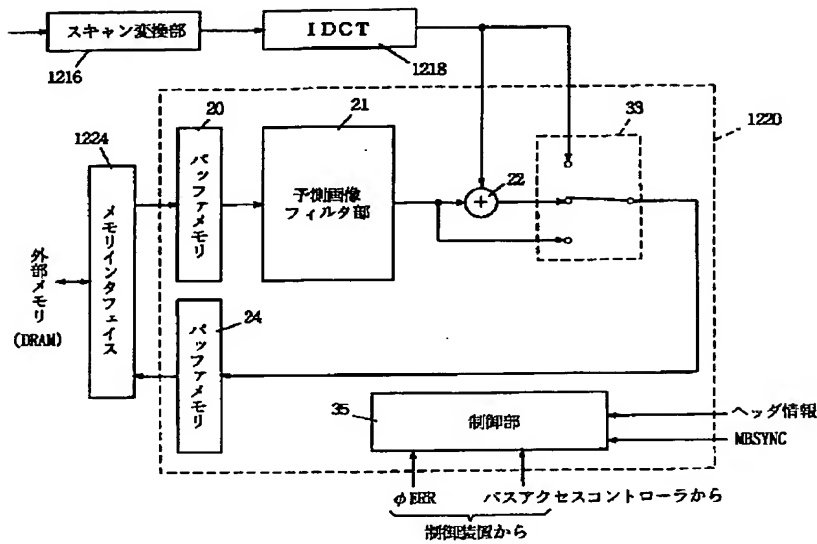 スキャン変換部
1216
IDCT
1218
20
21
33
1220
1224
バッファメモリ
予測画像
フィルタ部
22
メモリインタフェイス
外部メモリ
(DRAM)
24
バッファメモリ
35
制御部
ヘッダ情報
MBSYNC
φERR
バスアクセスコントローラから
制御装置から